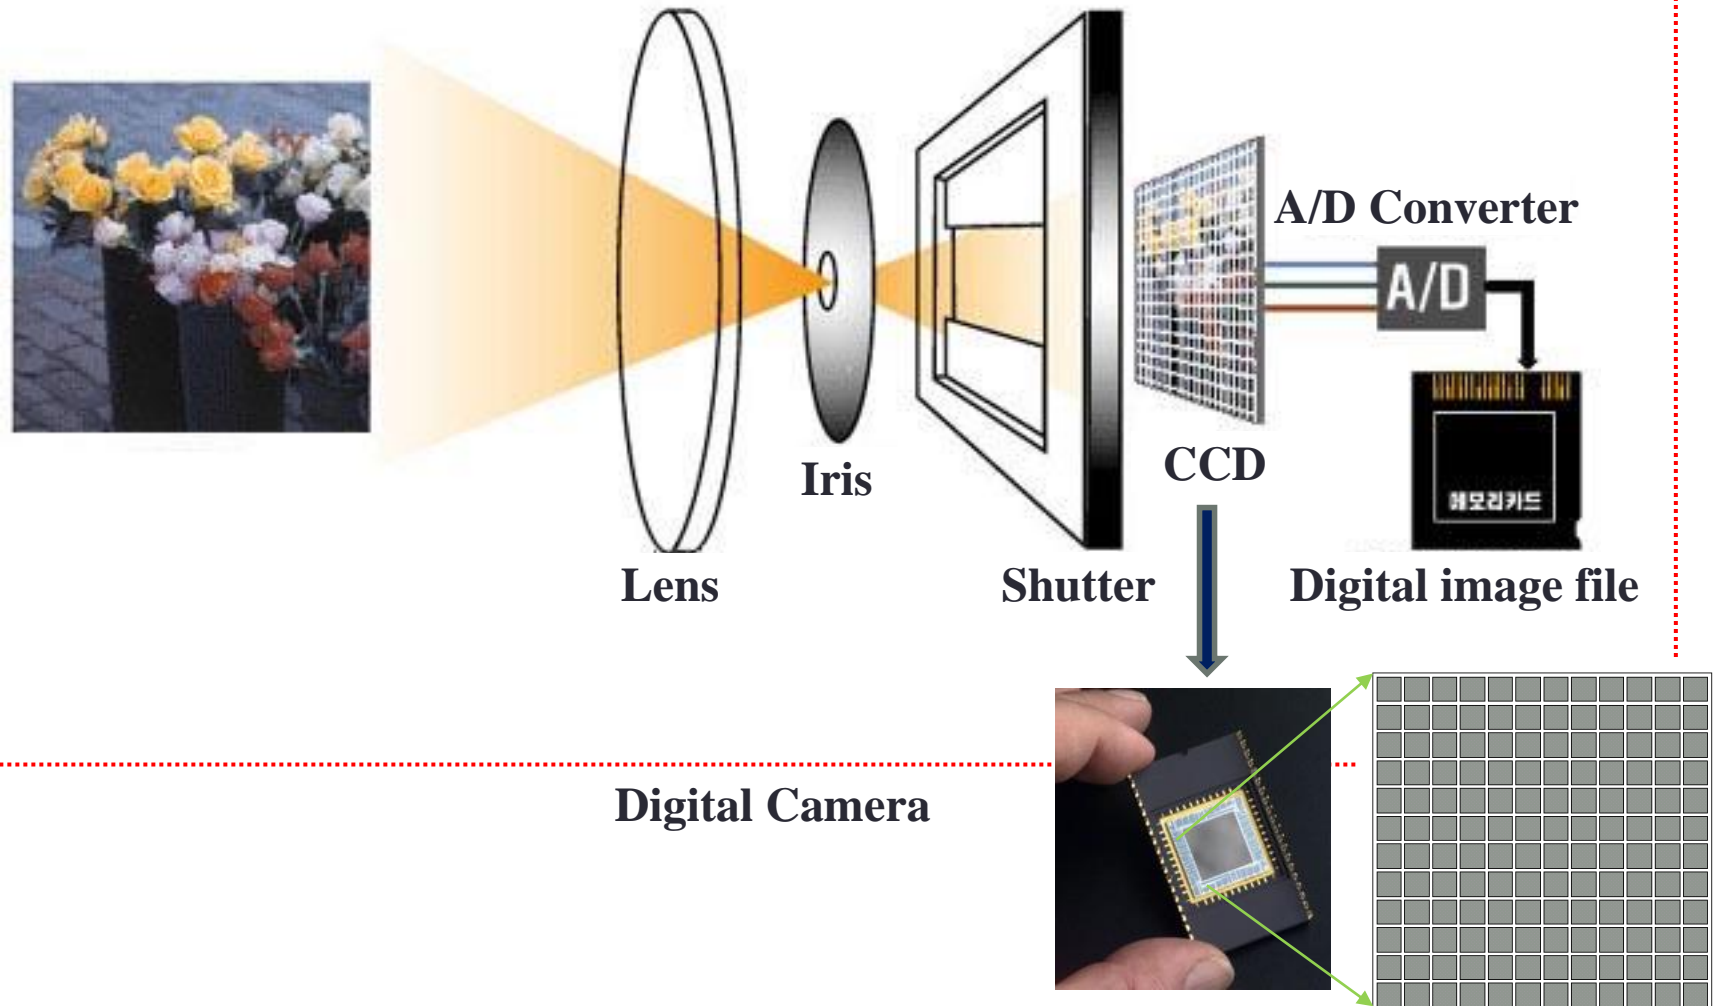 A/D Converter
A/D
Iris
CCD
메모리카드
Lens
Shutter
Digital image file
Digital Camera